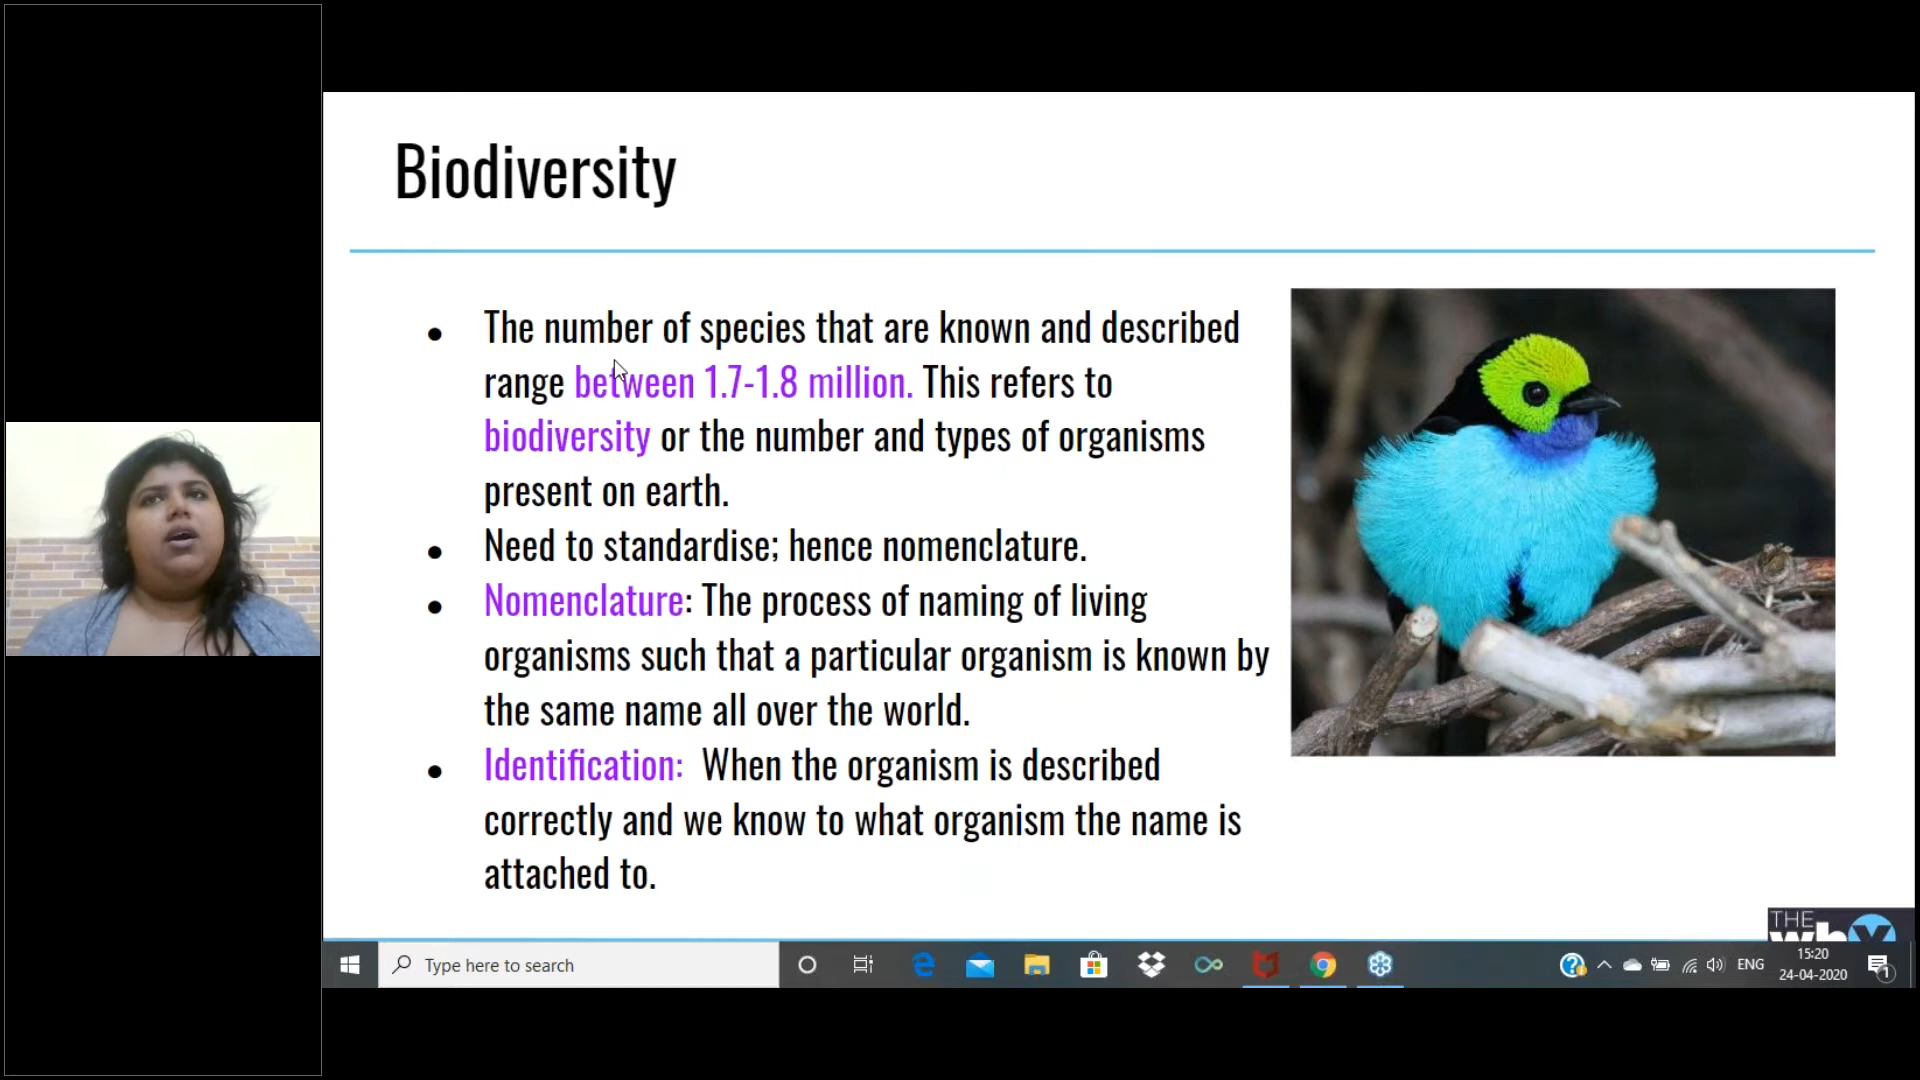 Biodiversity
● The number of species that are known and described
range between 1.7-1.8 million. This refers to
biodiversity or the number and types of organisms
present on earth.
● Need to standardise; hence nomenclature.
● Nomenclature: The process of naming of living
organisms such that a particular organism is known by
the same name all over the world.
● Identification: When the organism is described
correctly and we know to what organism the name is
attached to.
THE
Type here to search
ENG
15:20
24-04-2020
1